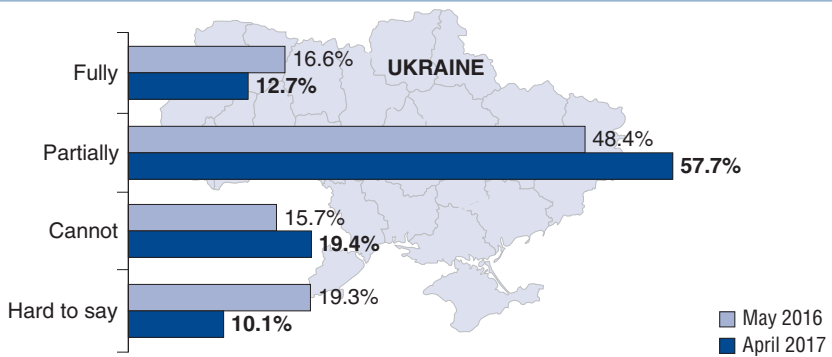 UKRAINE
Fully
16.6%
12.7%
Partially
48.4%
57.7%
Cannot
15.7%
19.4%
Hard to say
19.3%
10.1%
May 2016
April 2017